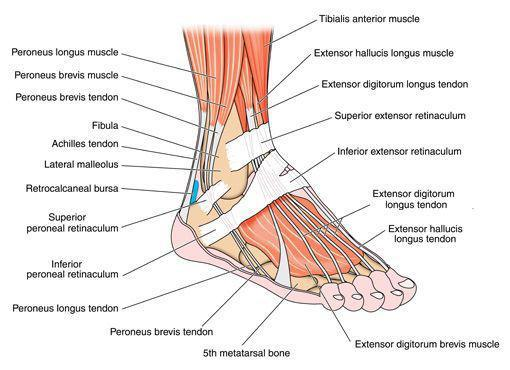 Tibialis anterior muscle
Peroneus longus muscle
Extensor hallucis longus muscle
Peroneus brevis muscle
Extensor digitorum longus tendon
Peroneus brevis tendon
Superior extensor retinaculum
Fibula
Achilles tendon
Inferior extensor retinaculum
Lateral malleolus
Retrocalcaneal bursa
Extensor digitorum
longus tendon
Superior
peroneal retinaculum
Extensor hallucis
longus tendon
Inferior
peroneal retinaculum
Peroneus longus tendon
Peroneus brevis tendon
Extensor digitorum brevis muscle
5th metatarsal bone